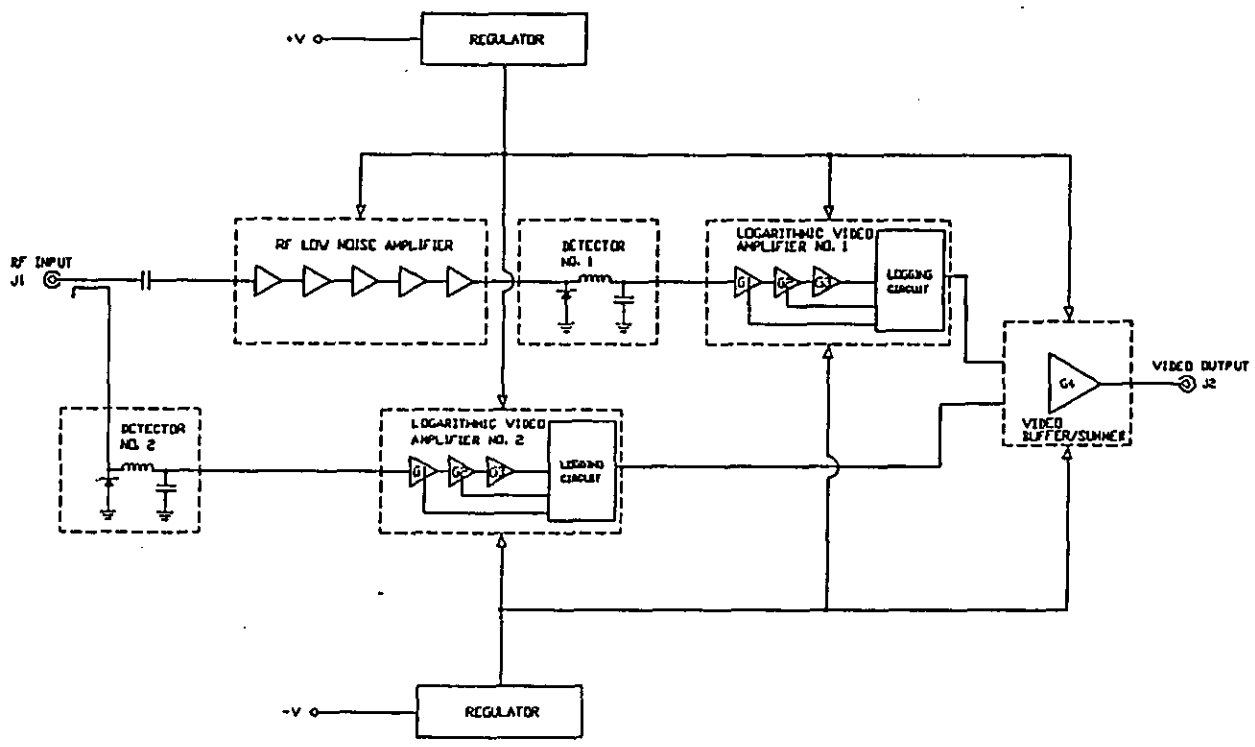 +V
REGULATOR
RF LOW NOISE AMPLIFIER
DETECTOR
NO. 1
LOGARITHMIC VIDEO
AMPLIFIER NO. 1
RF INPUT
J1
G1
G2
G3
LOGGING
CIRCUIT
G4
VIDEO OUTPUT
J2
VIDEO
BUFFER/SUMMER
DETECTOR
NO. 2
LOGARITHMIC VIDEO
AMPLIFIER NO. 2
G1
G2
G3
LOGGING
CIRCUIT
-V
REGULATOR